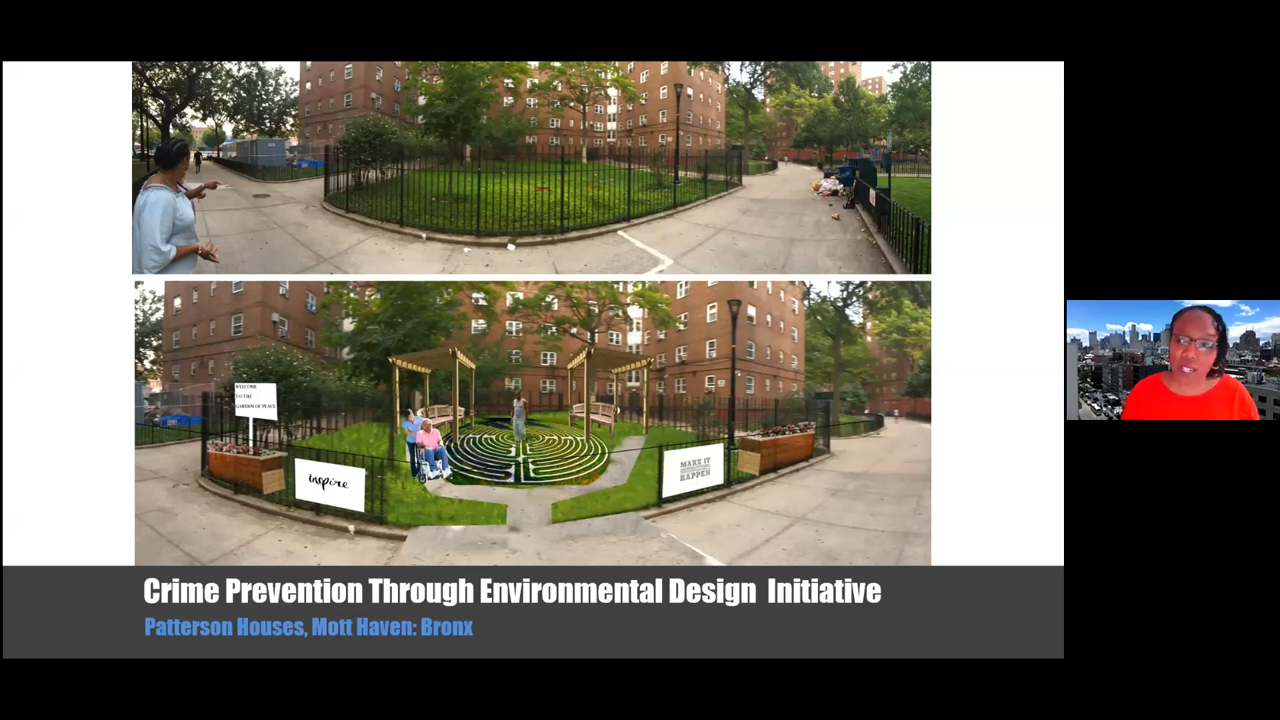 WELCOME
TO THE
GARDEN OF PEACE
inspire
MAKE IT
HAPPEN
Crime Prevention Through Environmental Design Initiative
Patterson Houses, Mott Haven: Bronx